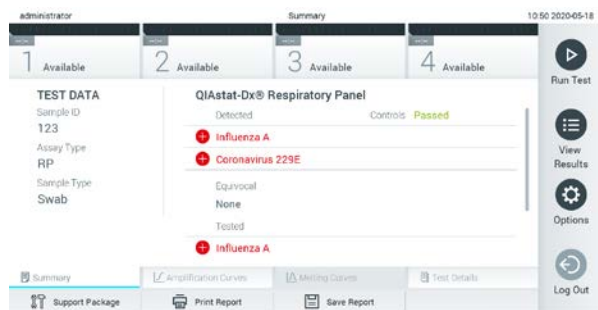 administrator Summary 10:50 2020-05-18
1 Available 2 Available 3 Available 4 Available
Run Test
TEST DATA QIAstat-Dx® Respiratory Panel
Sample ID Detected Controls Passed
123
Influenza A
Assay Type
RP Coronavirus 229E
View
Results
Sample Type Equivocal
Swab None
Options
Tested
Influenza A
Summary Amplification Curves Melting Curves Test Details
Log Out
Support Package Print Report Save Report